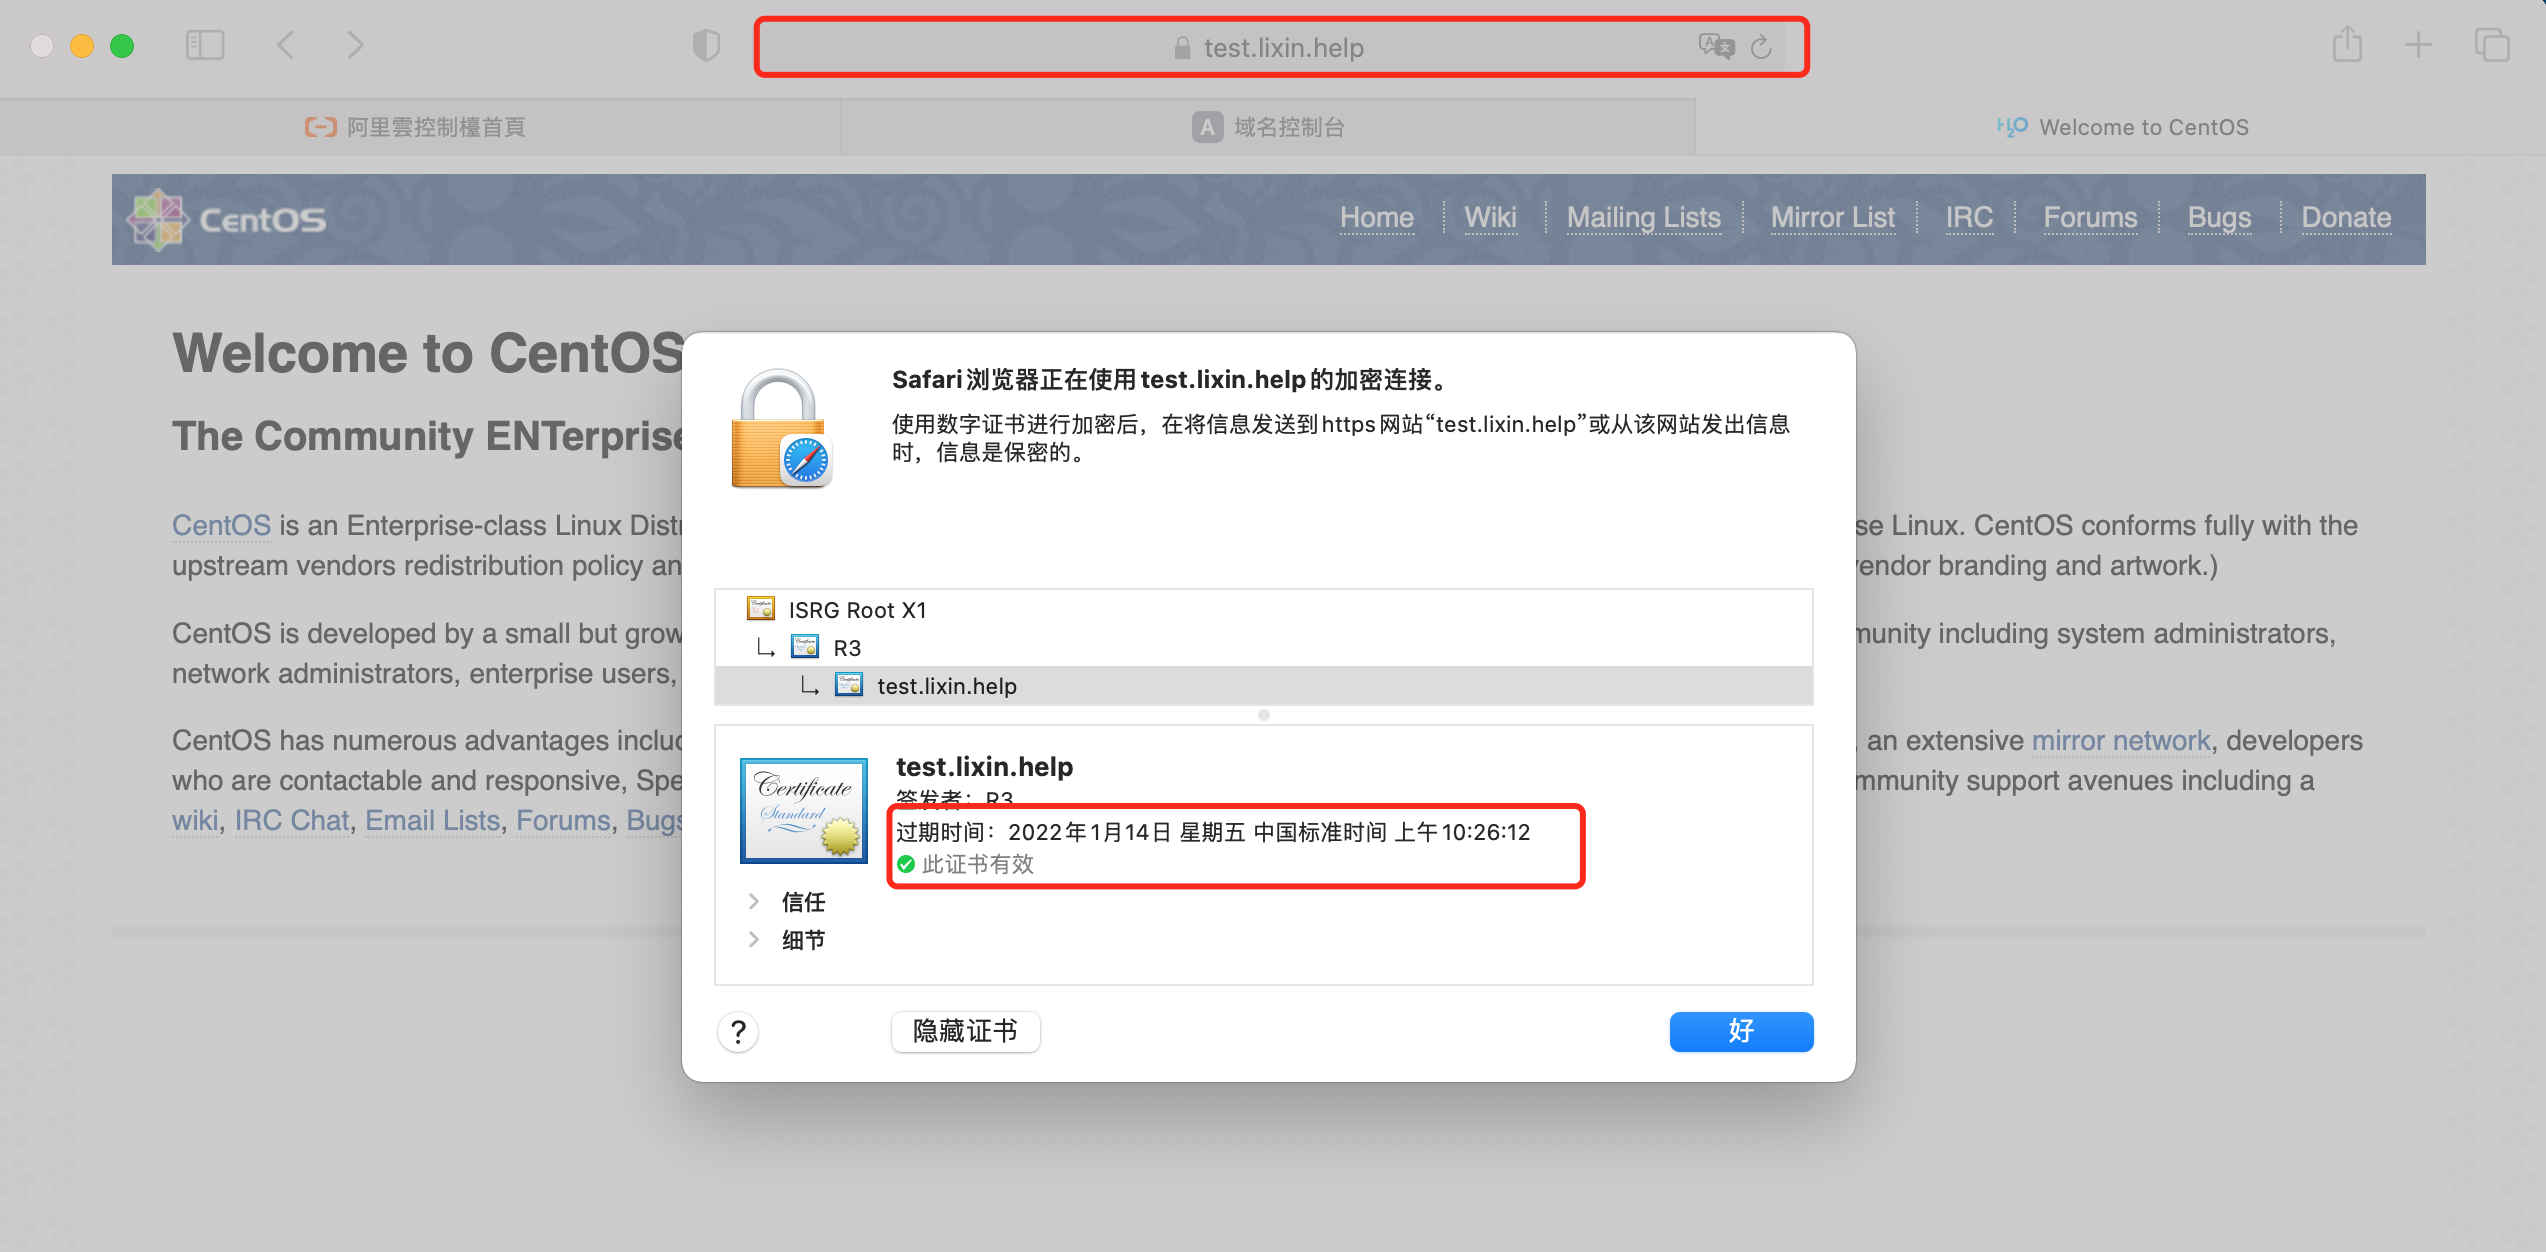 test.lixin.help
阿里雲控制檯首頁
A 域名控制台
H2O Welcome to CentOS
CentOS
Home Wiki Mailing Lists Mirror List IRC Forums Bugs Donate
Welcome to CentOS
The Community ENTerprise
CentOS is an Enterprise-class Linux Distr
se Linux. CentOS conforms fully with the
upstream vendors redistribution policy an
vendor branding and artwork.)
CentOS is developed by a small but grow
munity including system administrators,
network administrators, enterprise users,
CentOS has numerous advantages includ
, an extensive mirror network, developers
who are contactable and responsive, Spe
mmunity support avenues including a
wiki, IRC Chat, Email Lists, Forums, Bugs
Safari浏览器正在使用test.lixin.help的加密连接。
使用数字证书进行加密后，在将信息发送到https网站“test.lixin.help”或从该网站发出信息
时，信息是保密的。
ISRG Root X1
R3
test.lixin.help
Certificate
Standard
test.lixin.help
签发者：R3
过期时间：2022年1月14日 星期五 中国标准时间 上午10:26:12
此证书有效
信任
细节
?
隐藏证书
好